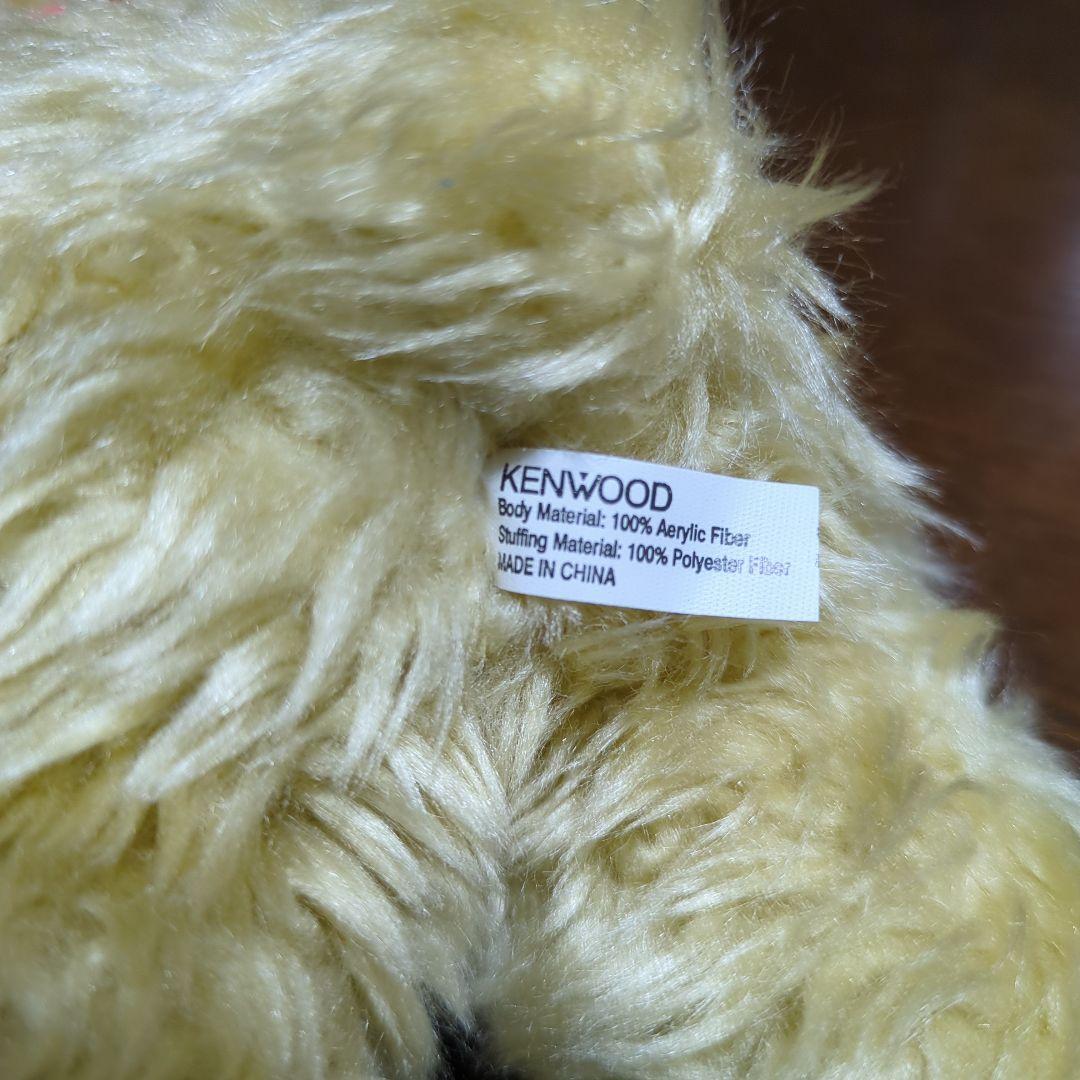 KENWOOD
Body Material: 100% Aerylic Fiber
Stuffing Material: 100% Polyester Fiber
MADE IN CHINA